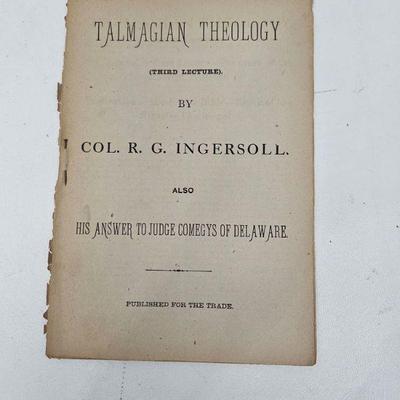 TALMAGIAN THEOLOGY
(THIRD LECTURE).
BY
COL. R. G. INGERSOLL.
ALSO
HIS ANSWER TO JUDGE COMEGYS OF DELAWARE.
PUBLISHED FOR THE TRADE.